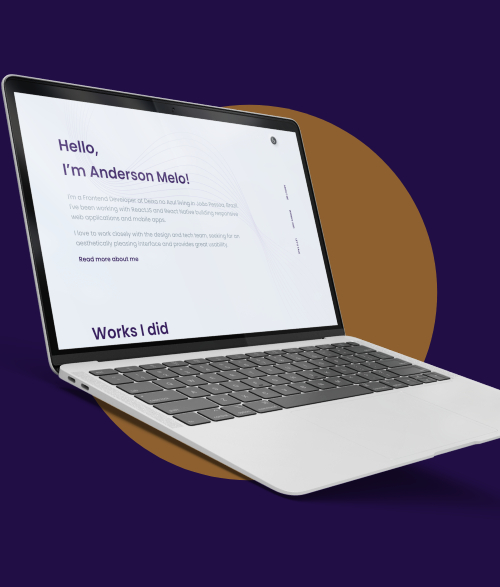 Hello,
I'm Anderson Melo!
I'm a Frontend Developer at Deixa no Azul living in João Pessoa, Brazil.
I've been working with ReactJS and React Native building responsive
web applications and mobile apps.
I love to work closely with the design and tech team, looking for an
aesthetically pleasing interface and provides great usability.
Read more about me
Works I did